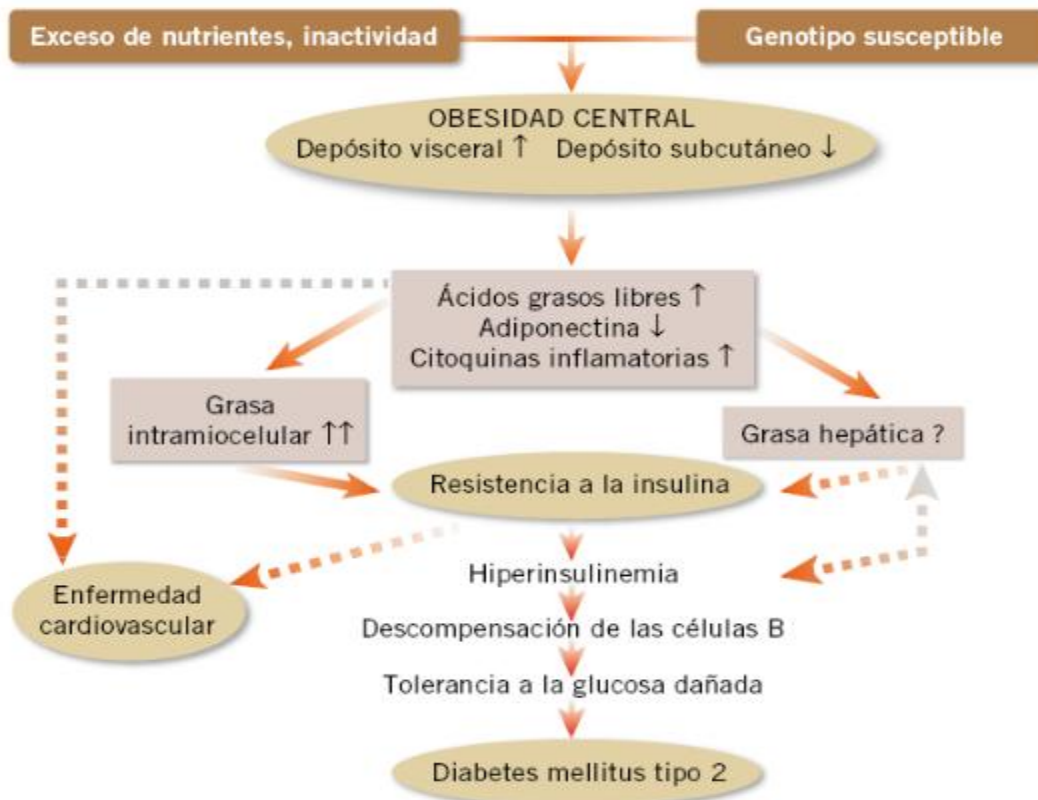 Exceso de nutrientes, inactividad
Genotipo susceptible
OBESIDAD CENTRAL
Depósito visceral ↑ Depósito subcutáneo ↓
Ácidos grasos libres ↑
Adiponectina ↓
Citoquinas inflamatorias ↑
Grasa
intramiocelular ↑↑
Grasa hepática ?
Resistencia a la insulina
Hiperinsulinemia
Enfermedad
cardiovascular
Descompensación de las células B
Tolerancia a la glucosa dañada
Diabetes mellitus tipo 2